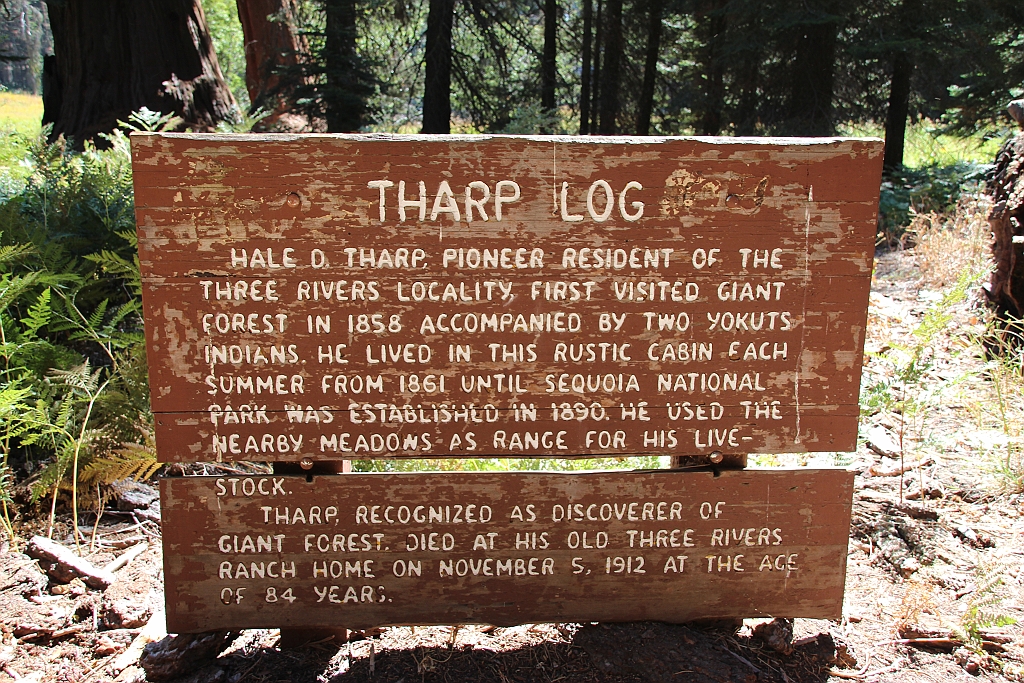 THARP LOG
HALE D. THARP, PIONEER RESIDENT OF THE
THREE RIVERS LOCALITY, FIRST VISITED GIANT
FOREST IN 1858 ACCOMPANIED BY TWO YOKUTS
INDIANS. HE LIVED IN THIS RUSTIC CABIN EACH
SUMMER FROM 1861 UNTIL SEQUOIA NATIONAL
PARK WAS ESTABLISHED IN 1890. HE USED THE
NEARBY MEADOWS AS RANGE FOR HIS LIVE-
STOCK.
THARP, RECOGNIZED AS DISCOVERER OF
GIANT FOREST. DIED AT HIS OLD THREE RIVERS
RANCH HOME ON NOVEMBER 5, 1912 AT THE AGE
OF 84 YEARS.